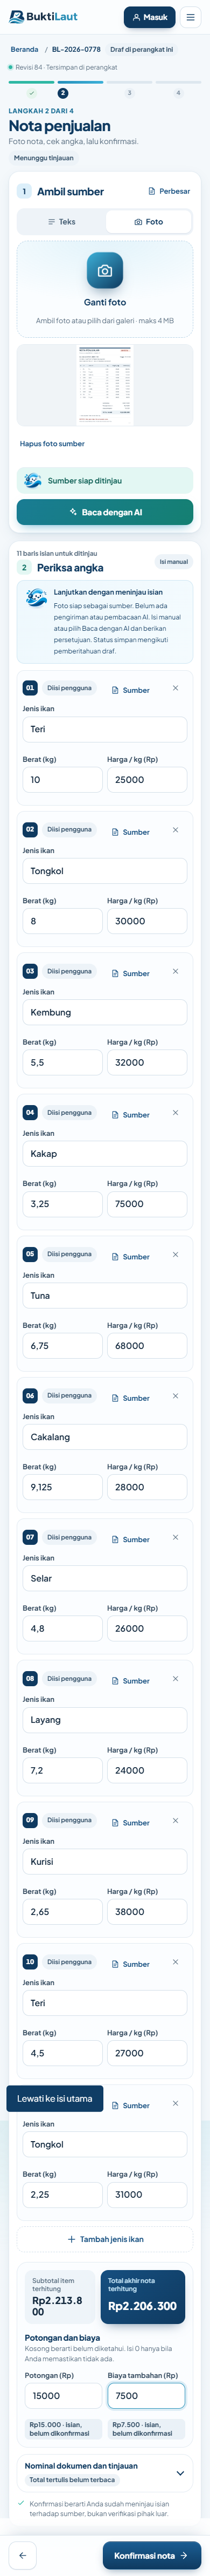 BuktiLaut
Masuk
Beranda / BL-2026-0778 Draf di perangkat ini
Revisi 84 · Tersimpan di perangkat
2 3 4
LANGKAH 2 DARI 4
Nota penjualan
Foto nota, cek angka, lalu konfirmasi.
Menunggu tinjauan
1 Ambil sumber Perbesar
Teks Foto
Ganti foto
Ambil foto atau pilih dari galeri · maks 4 MB
Hapus foto sumber
Sumber siap ditinjau
Baca dengan AI
11 baris isian untuk ditinjau
2 Periksa angka Isi manual
Lanjutkan dengan meninjau isian
Foto siap sebagai sumber. Belum ada
pengiriman atau pembacaan AI. Isi manual
atau pilih Baca dengan AI dan berikan
persetujuan. Status simpan mengikuti
pemberitahuan draf.
01 Diisi pengguna Sumber
Jenis ikan
Teri
Berat (kg) Harga / kg (Rp)
10 25000
02 Diisi pengguna Sumber
Jenis ikan
Tongkol
Berat (kg) Harga / kg (Rp)
8 30000
03 Diisi pengguna Sumber
Jenis ikan
Kembung
Berat (kg) Harga / kg (Rp)
5,5 32000
04 Diisi pengguna Sumber
Jenis ikan
Kakap
Berat (kg) Harga / kg (Rp)
3,25 75000
05 Diisi pengguna Sumber
Jenis ikan
Tuna
Berat (kg) Harga / kg (Rp)
6,75 68000
06 Diisi pengguna Sumber
Jenis ikan
Cakalang
Berat (kg) Harga / kg (Rp)
9,125 28000
07 Diisi pengguna Sumber
Jenis ikan
Selar
Berat (kg) Harga / kg (Rp)
4,8 26000
08 Diisi pengguna Sumber
Jenis ikan
Layang
Berat (kg) Harga / kg (Rp)
7,2 24000
09 Diisi pengguna Sumber
Jenis ikan
Kurisi
Berat (kg) Harga / kg (Rp)
2,65 38000
10 Diisi pengguna Sumber
Jenis ikan
Teri
Berat (kg) Harga / kg (Rp)
4,5 27000
Lewati ke isi utama
Sumber
Jenis ikan
Tongkol
Berat (kg) Harga / kg (Rp)
2,25 31000
Tambah jenis ikan
Subtotal item
terhitung
Rp2.213.8
00
Total akhir nota
terhitung
Rp2.206.300
Potongan dan biaya
Kosong berarti belum diketahui. Isi 0 hanya bila
Anda memastikan tidak ada.
Potongan (Rp) Biaya tambahan (Rp)
15000 7500
Rp15.000 · isian,
belum dikonfirmasi
Rp7.500 · isian,
belum dikonfirmasi
Nominal dokumen dan tinjauan
Total tertulis belum terbaca
Konfirmasi berarti Anda sudah meninjau isian
terhadap sumber, bukan verifikasi pihak luar.
Konfirmasi nota